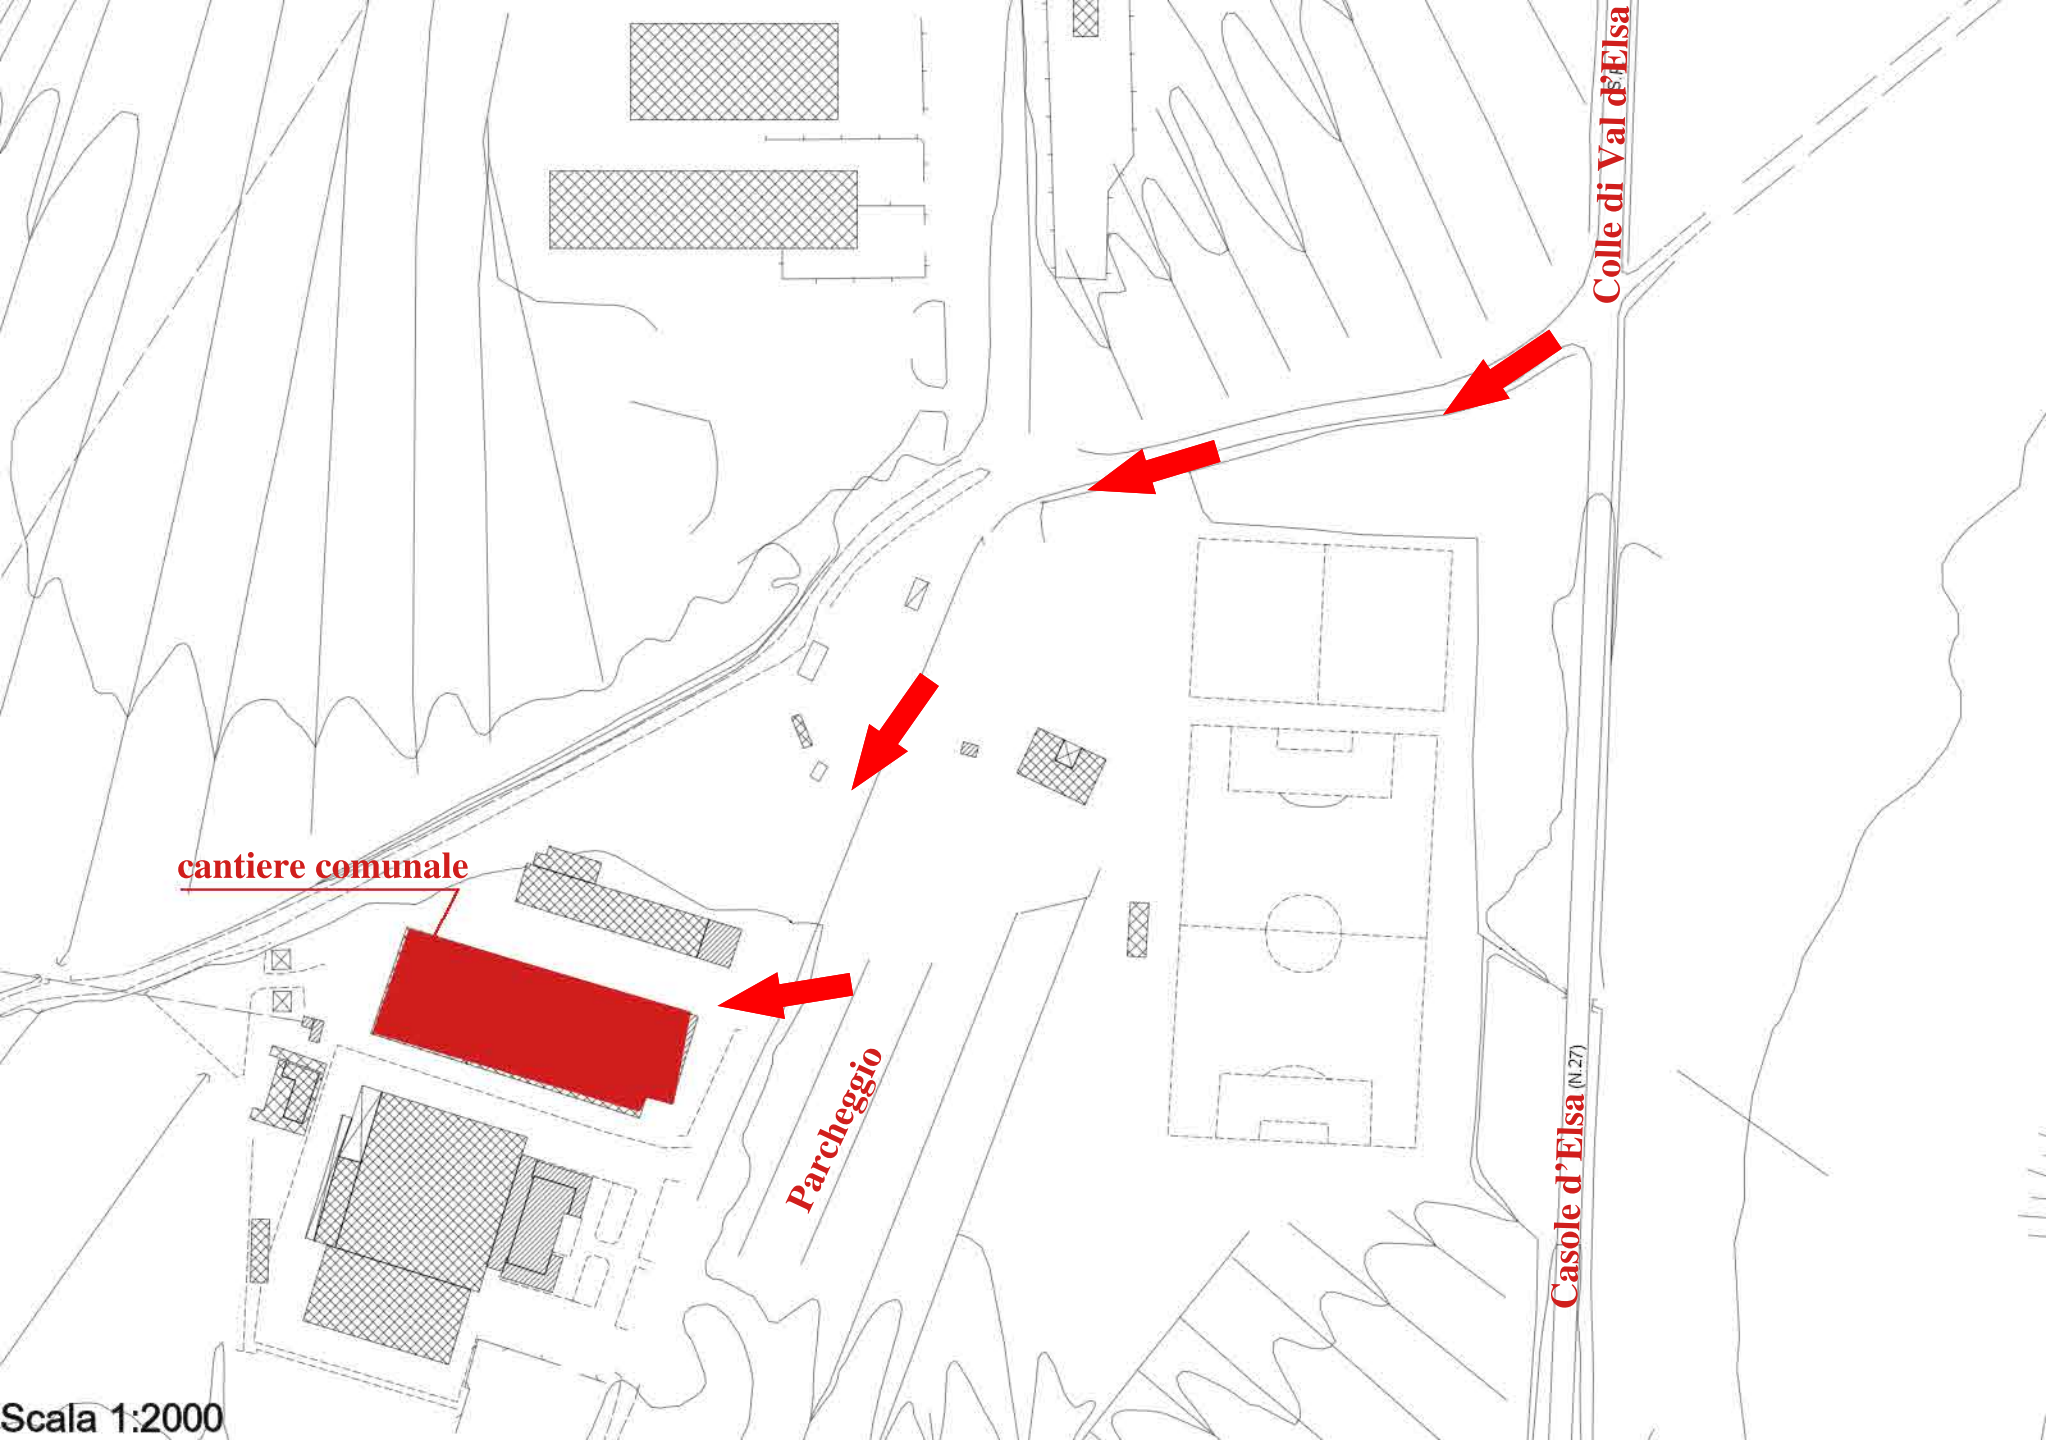 Colle di Val d'Elsa
cantiere comunale
Parcheggio
(N.27)
Casole d'Elsa
Scala 1:2000